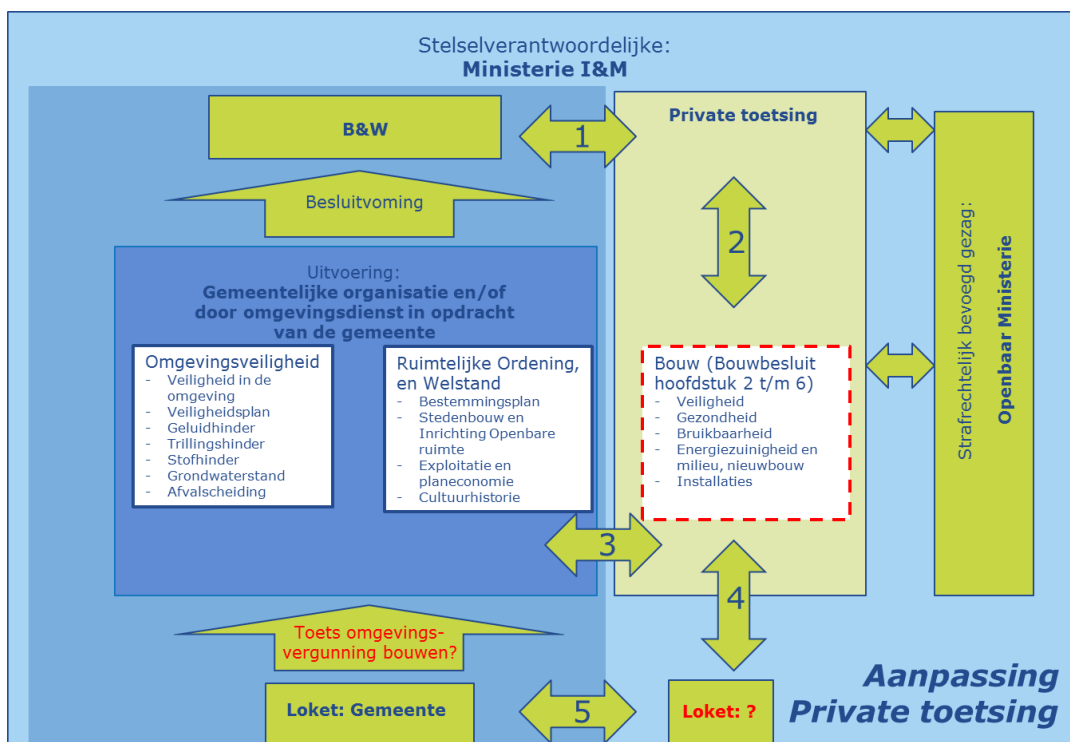 Stelselverantwoordelijke:
Ministerie I&M
B&W
1
Private toetsing
Besluitvoming
2
Uitvoering:
Gemeentelijke organisatie en/of
door omgevingsdienst in opdracht
van de gemeente
Omgevingsveiligheid
- Veiligheid in de
omgeving
- Veiligheidsplan
- Geluidhinder
- Trillingshinder
- Stofhinder
- Grondwaterstand
- Afvalscheiding
Ruimtelijke Ordening,
en Welstand
- Bestemmingsplan
- Stedenbouw en
Inrichting Openbare
ruimte
- Exploitatie en
planeconomie
- Cultuurhistorie
Bouw (Bouwbesluit
hoofdstuk 2 t/m 6)
- Veiligheid
- Gezondheid
- Bruikbaarheid
- Energiezuinigheid en
milieu, nieuwbouw
- Installaties
Strafrechtelijk bevoegd gezag:
Openbaar Ministerie
3
4
Toets omgevings-
vergunning bouwen?
Loket: Gemeente
5
Loket: ?
Aanpassing
Private toetsing